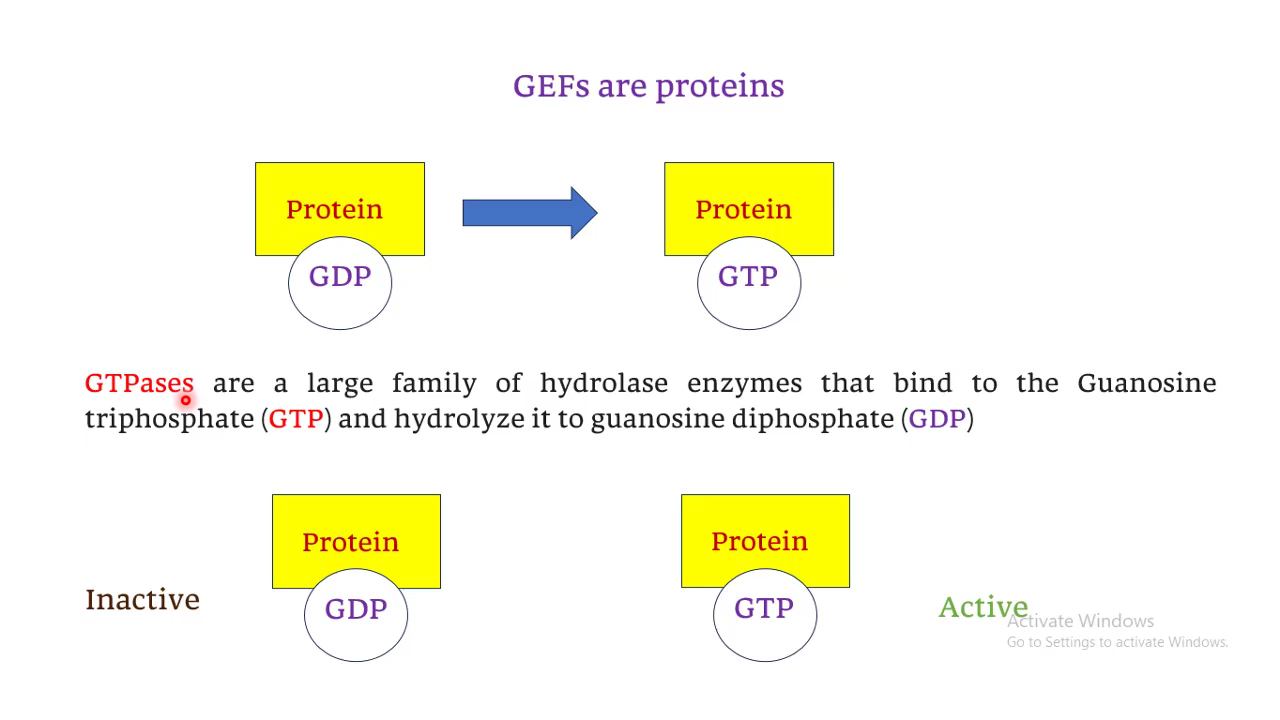 GEFs are proteins
Protein
Protein
GDP
GTP
GTPases are a large family of hydrolase enzymes that bind to the Guanosine
triphosphate (GTP) and hydrolyze it to guanosine diphosphate (GDP)
Protein
Protein
Inactive
GDP
GTP
Active
Activate Windows
Go to Settings to activate Windows.